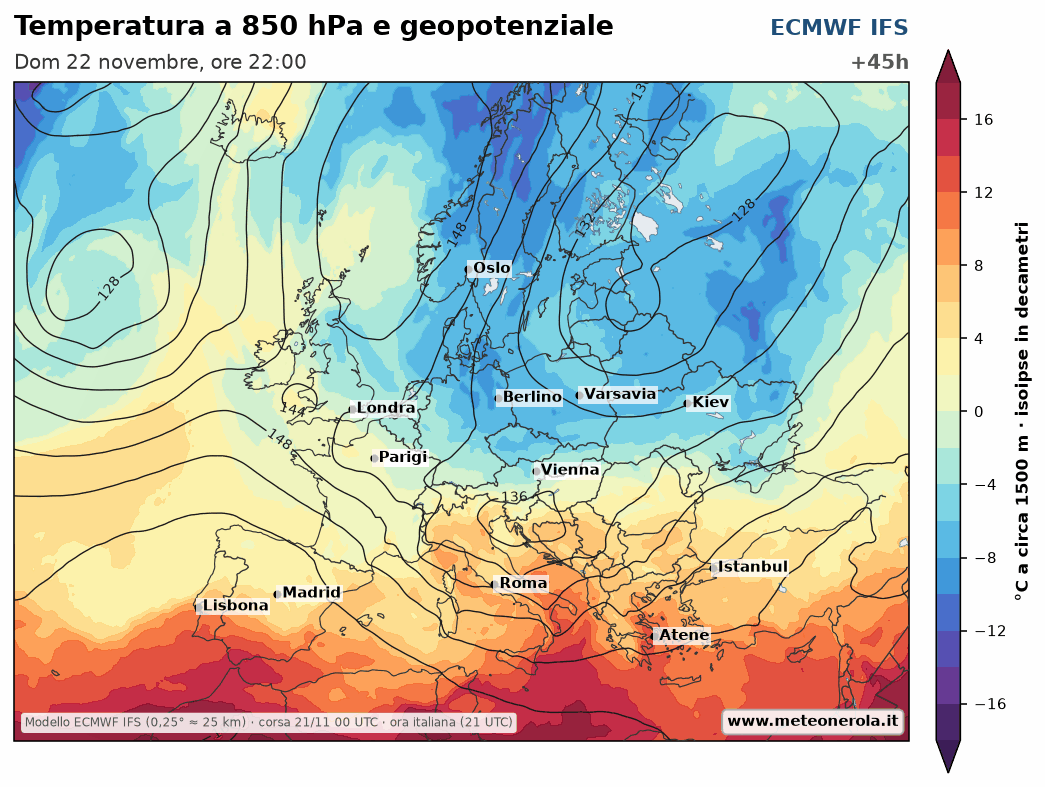 Temperatura a 850 hPa e geopotenziale
ECMWF IFS
Dom 22 novembre, ore 22:00
+45h
148
132
128
128
Oslo
144
148
Londra
Berlino
Varsavia
Kiev
Parigi
Vienna
136
Istanbul
Roma
Madrid
Lisbona
Atene
Modello ECMWF IFS (0,25° ≈ 25 km) · corsa 21/11 00 UTC · ora italiana (21 UTC)
www.meteonerola.it
16
12
8
4
0
−4
−8
−12
−16
°C a circa 1500 m · isoipse in decametri